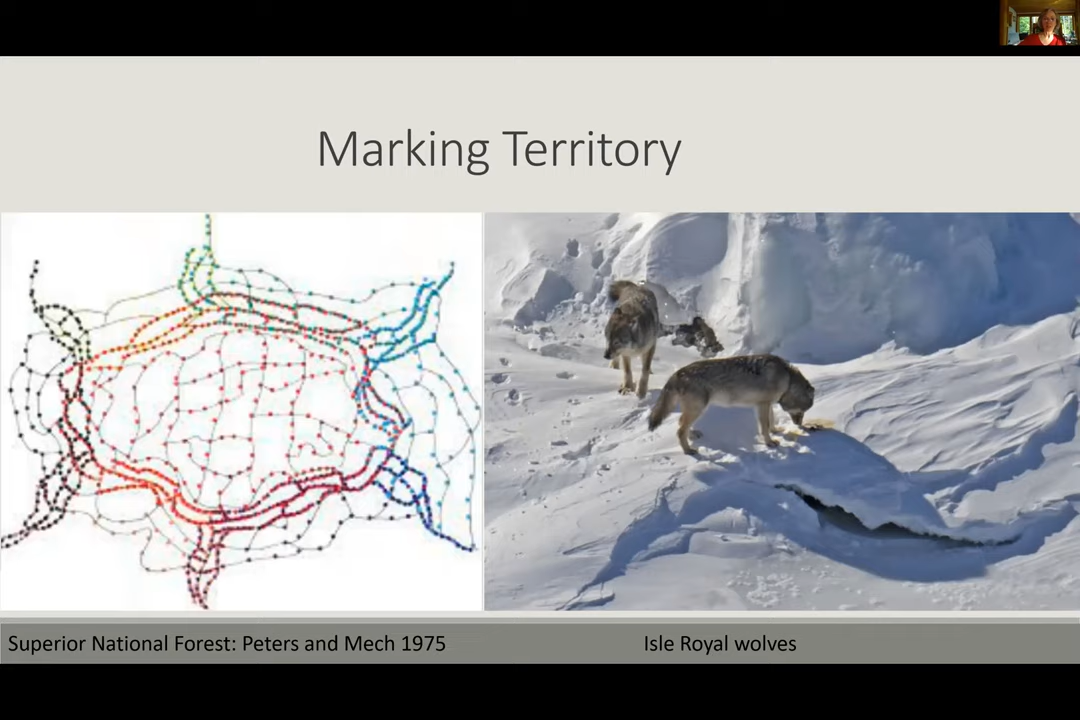 Marking Territory
Superior National Forest: Peters and Mech 1975
Isle Royal wolves